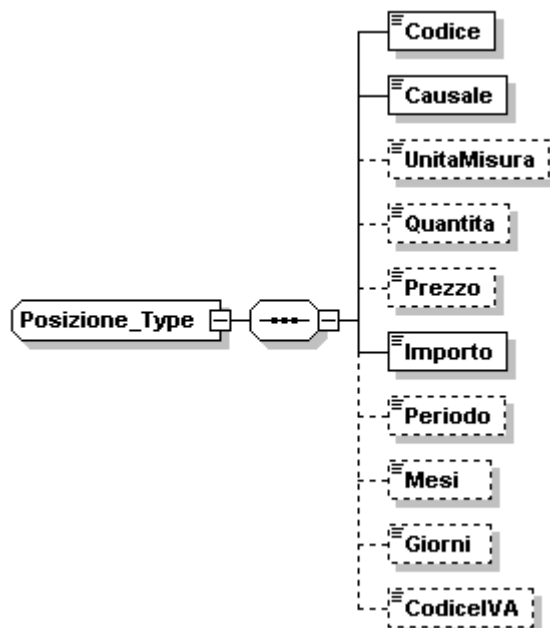 Codice
Causale
UnitaMisura
Quantita
Prezzo
Posizione_Type
Importo
Periodo
Mesi
Giorni
CodiceIVA